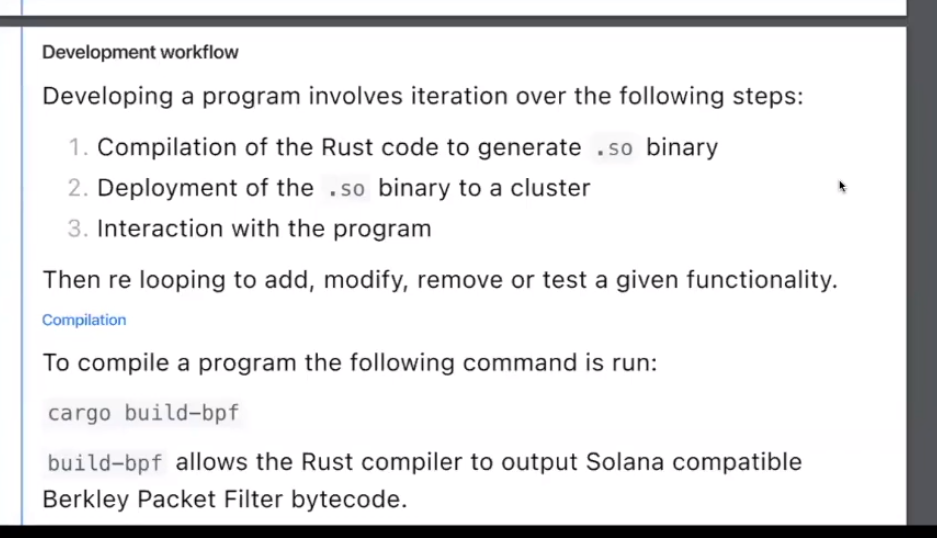 Development workflow
Developing a program involves iteration over the following steps:
1. Compilation of the Rust code to generate .so binary
2. Deployment of the .so binary to a cluster
3. Interaction with the program
Then re looping to add, modify, remove or test a given functionality.
Compilation
To compile a program the following command is run:
cargo build-bpf
build-bpf allows the Rust compiler to output Solana compatible
Berkley Packet Filter bytecode.